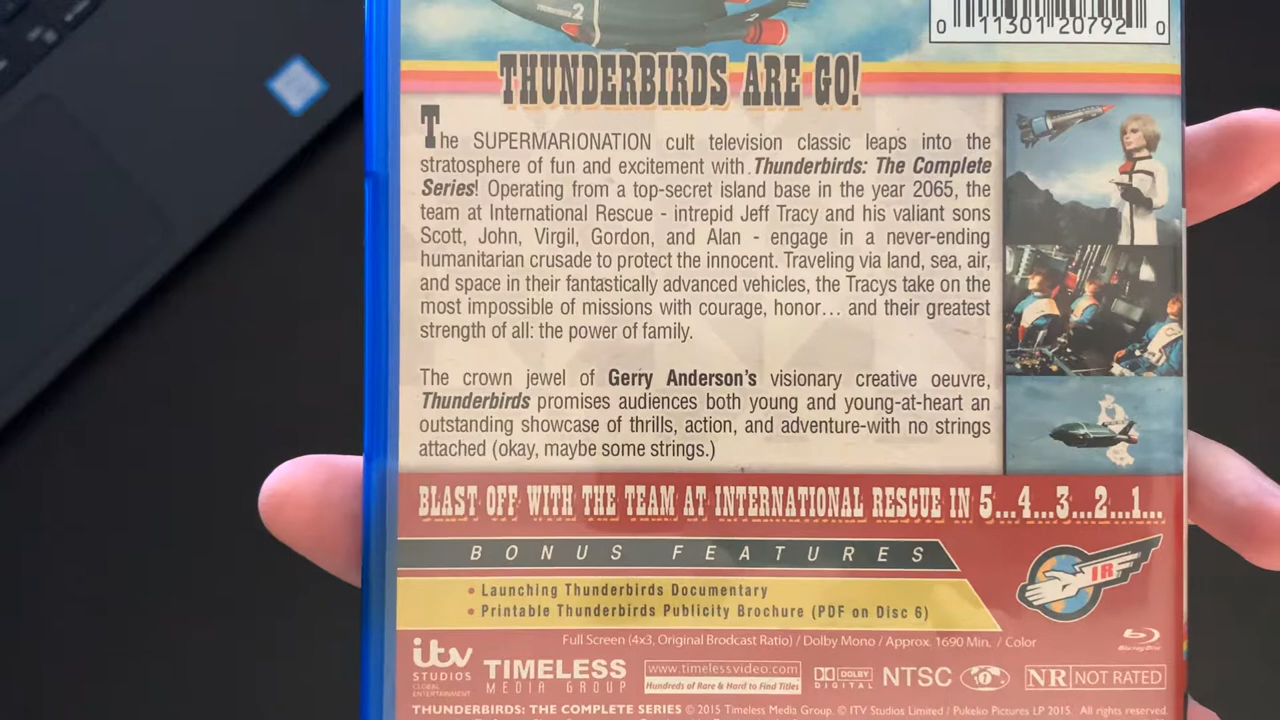 THUNDERBIRDS 2
0 11301 20792 0
THUNDERBIRDS ARE GO!
The SUPERMARIONATION cult television classic leaps into the
stratosphere of fun and excitement with Thunderbirds: The Complete
Series! Operating from a top-secret island base in the year 2065, the
team at International Rescue - intrepid Jeff Tracy and his valiant sons
Scott, John, Virgil, Gordon, and Alan - engage in a never-ending
humanitarian crusade to protect the innocent. Traveling via land, sea, air,
and space in their fantastically advanced vehicles, the Tracys take on the
most impossible of missions with courage, honor... and their greatest
strength of all: the power of family.
The crown jewel of Gerry Anderson's visionary creative oeuvre,
Thunderbirds promises audiences both young and young-at-heart an
outstanding showcase of thrills, action, and adventure-with no strings
attached (okay, maybe some strings.)
BLAST OFF WITH THE TEAM AT INTERNATIONAL RESCUE IN 5...4...3...2...1...
BONUS FEATURES
• Launching Thunderbirds Documentary
• Printable Thunderbirds Publicity Brochure (PDF on Disc 6)
IR
Full Screen (4x3, Original Brodcast Ratio) / Dolby Mono / Approx. 1690 Min. / Color
Blu-ray Disc
itv
STUDIOS
GLOBAL
ENTERTAINMENT
TIMELESS
MEDIA GROUP
www.timelessvideo.com
Hundreds of Rare & Hard to Find Titles
DOLBY
DIGITAL
NTSC
1
NR NOT RATED
THUNDERBIRDS: THE COMPLETE SERIES © 2015 Timeless Media Group. © ITV Studios Limited / Pukeko Pictures LP 2015. All rights reserved.